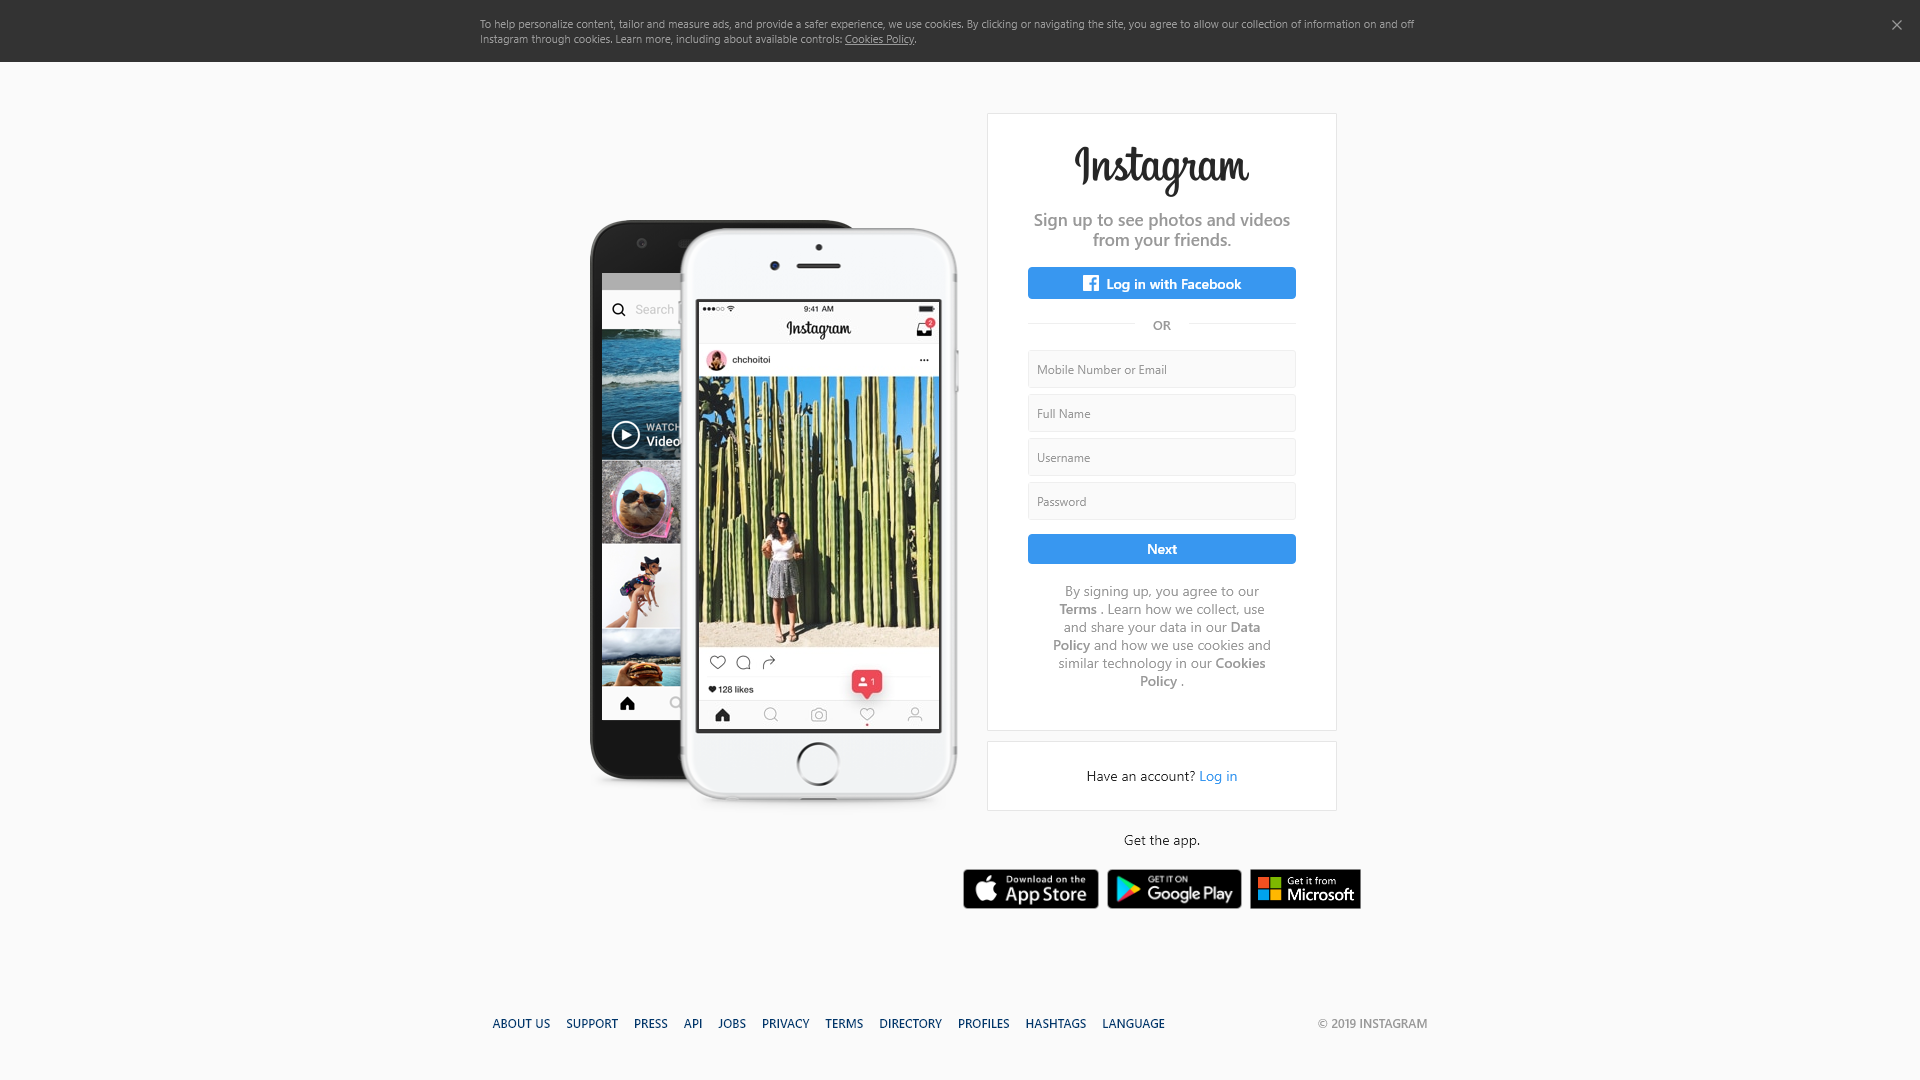 To help personalize content, tailor and measure ads, and provide a safer experience, we use cookies. By clicking or navigating the site, you agree to allow our collection of information on and off
Instagram through cookies. Learn more, including about available controls: Cookies Policy.
Instagram
Sign up to see photos and videos
from your friends.
Log in with Facebook
OR
Mobile Number or Email
Full Name
Username
Password
Next
By signing up, you agree to our
Terms . Learn how we collect, use
and share your data in our Data
Policy and how we use cookies and
similar technology in our Cookies
Policy .
Have an account? Log in
Get the app.
Download on the
App Store
GET IT ON
Google Play
Get it from
Microsoft
Search
WATCH
Video
9:41 AM
Instagram
2
chchoitoi
1
128 likes
ABOUT US SUPPORT PRESS API JOBS PRIVACY TERMS DIRECTORY PROFILES HASHTAGS LANGUAGE
© 2019 INSTAGRAM